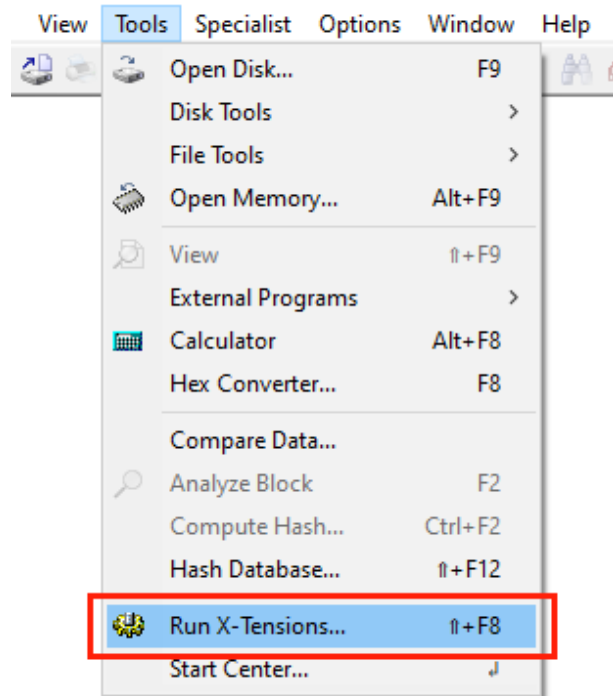 View Tools Specialist Options Window Help
Open Disk... F9
Disk Tools >
File Tools >
Open Memory... Alt+F9
View ⇑+F9
External Programs >
Calculator Alt+F8
Hex Converter... F8
Compare Data...
Analyze Block F2
Compute Hash... Ctrl+F2
Hash Database... ⇑+F12
Run X-Tensions... ⇑+F8
Start Center... ↲